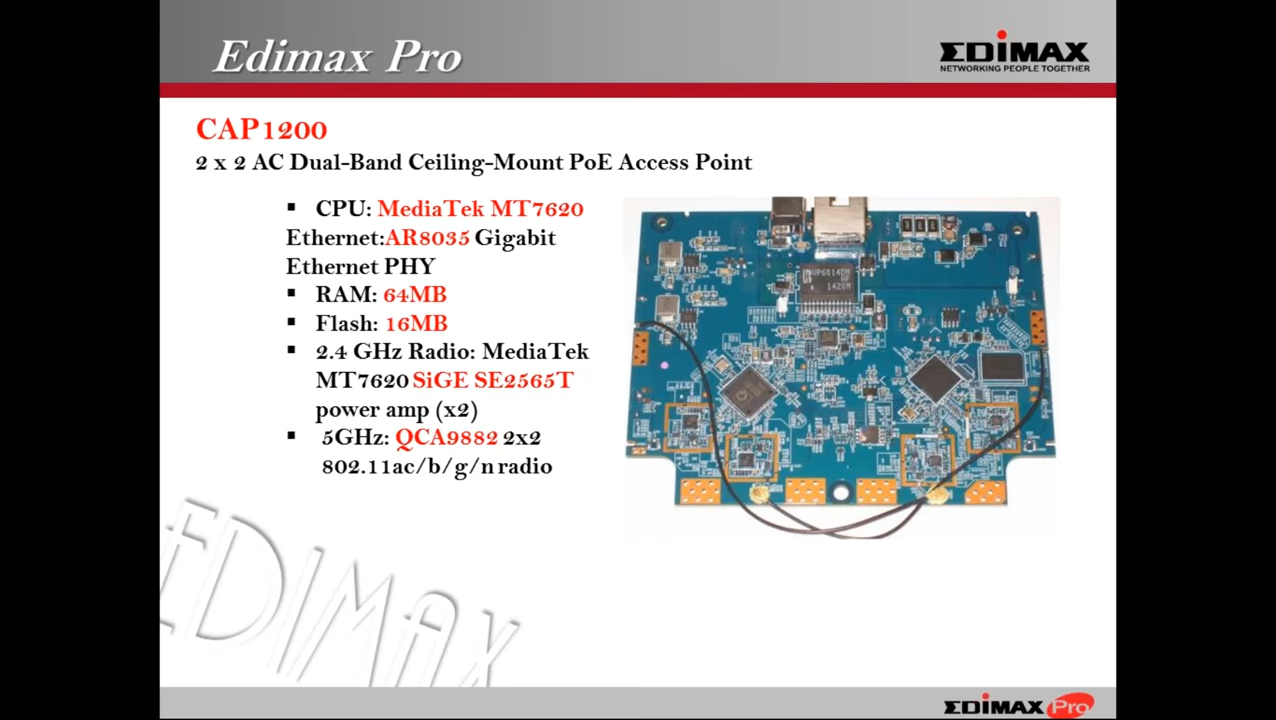 Edimax Pro
EDIMAX
NETWORKING PEOPLE TOGETHER
CAP1200
2 x 2 AC Dual-Band Ceiling-Mount PoE Access Point
▪ CPU: MediaTek MT7620
Ethernet:AR8035 Gigabit
Ethernet PHY
▪ RAM: 64MB
▪ Flash: 16MB
▪ 2.4 GHz Radio: MediaTek
MT7620 SiGE SE2565T
power amp (x2)
▪ 5GHz: QCA9882 2x2
802.11ac/b/g/n radio
1428M
EDIMAX
EDIMAX Pro